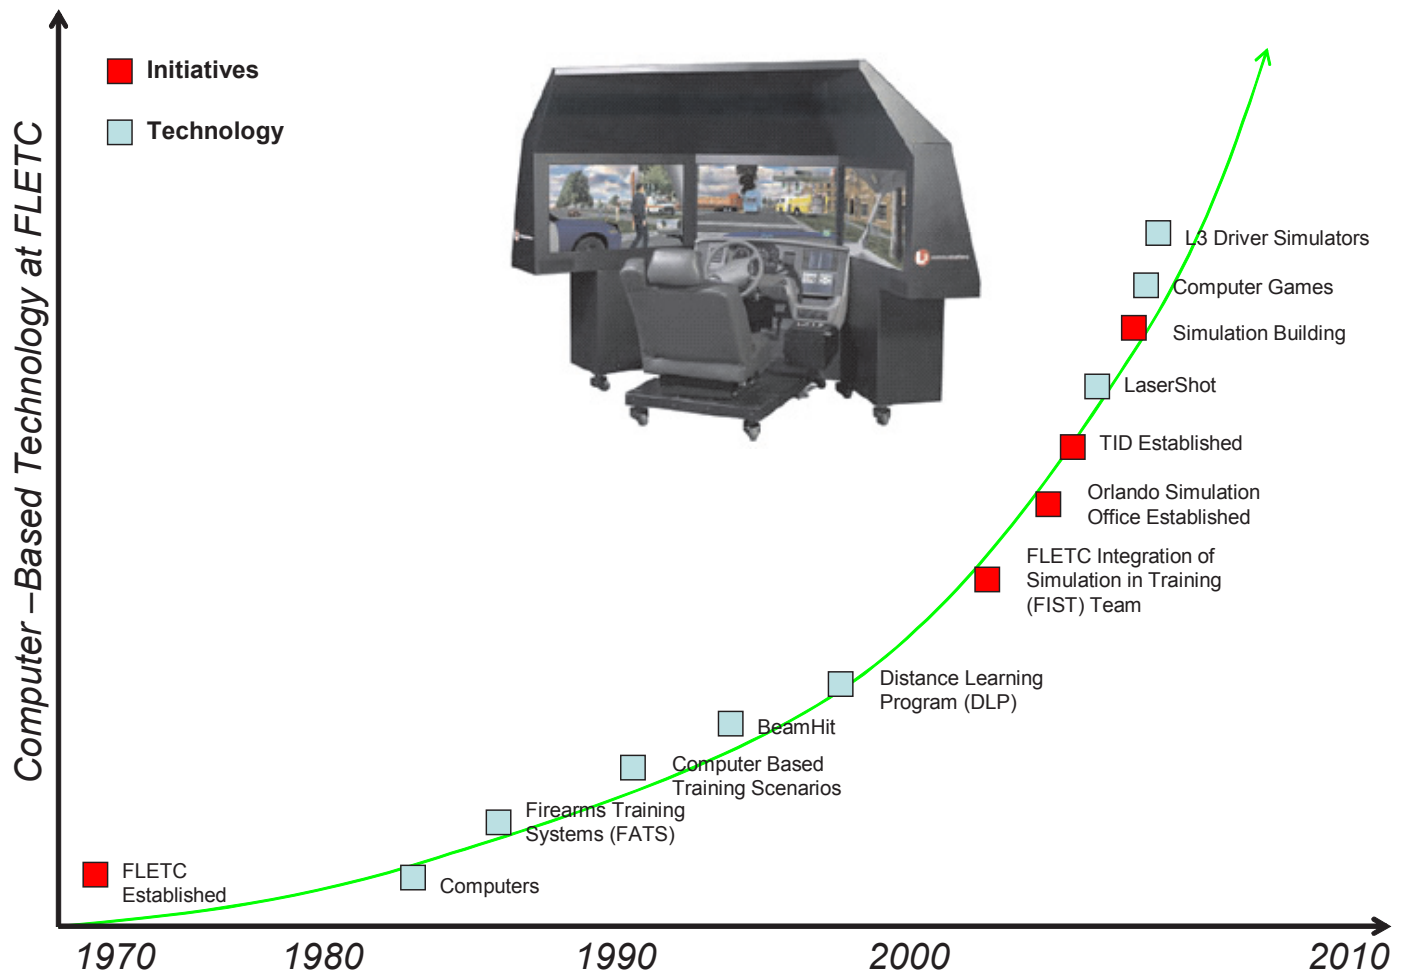 Computer –Based Technology at FLETC
Initiatives
Technology
L3 Driver Simulators
Computer Games
Simulation Building
LaserShot
TID Established
Orlando Simulation
Office Established
FLETC Integration of
Simulation in Training
(FIST) Team
Distance Learning
Program (DLP)
BeamHit
Computer Based
Training Scenarios
Firearms Training
Systems (FATS)
FLETC
Established
Computers
1970
1980
1990
2000
2010